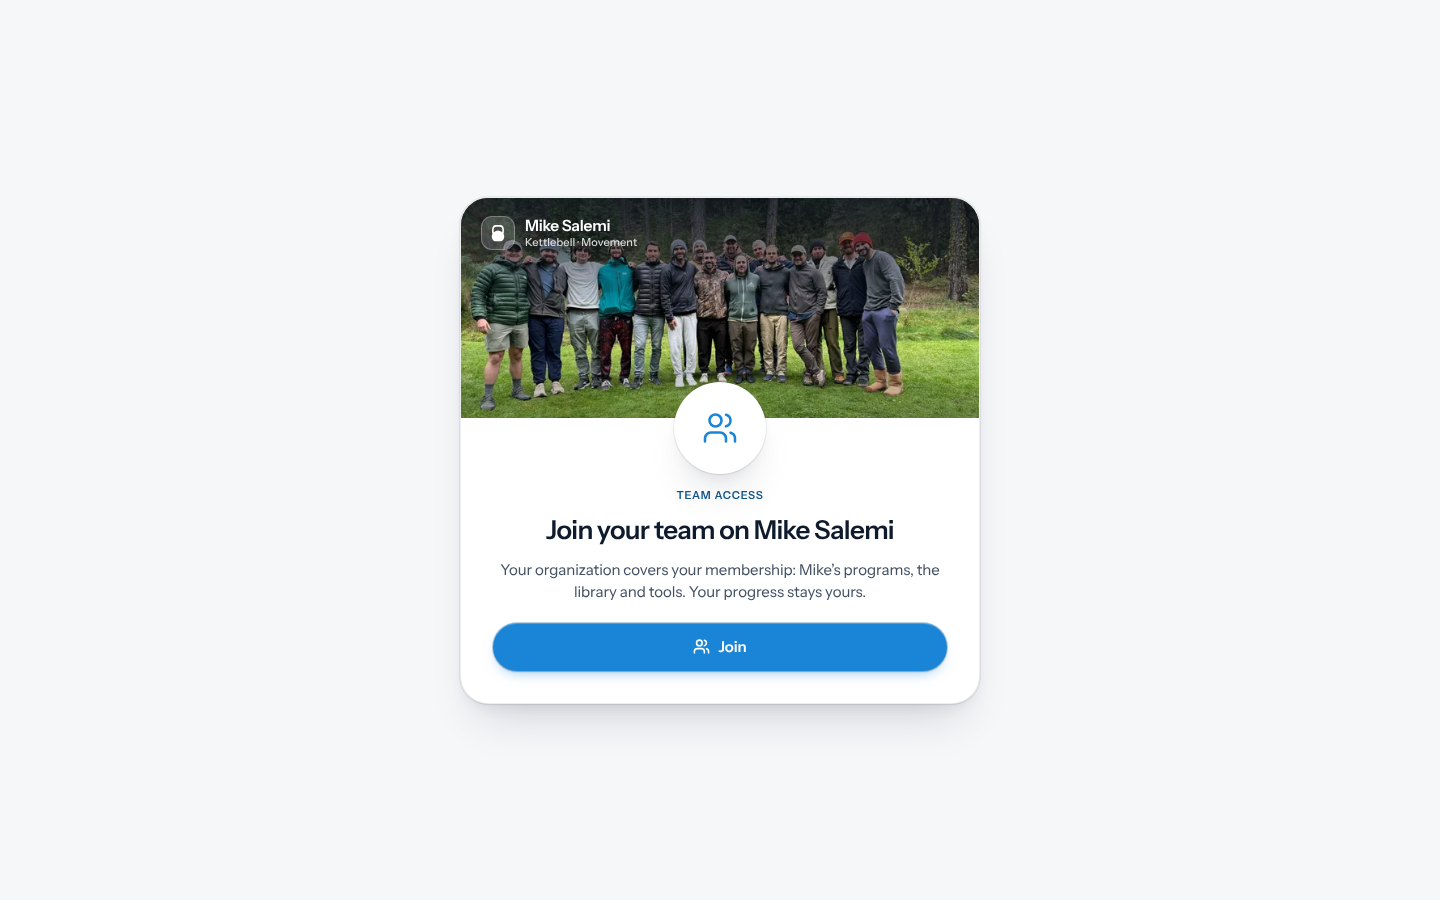 Mike Salemi
Kettlebell · Movement
TEAM ACCESS
Join your team on Mike Salemi
Your organization covers your membership: Mike’s programs, the
library and tools. Your progress stays yours.
Join